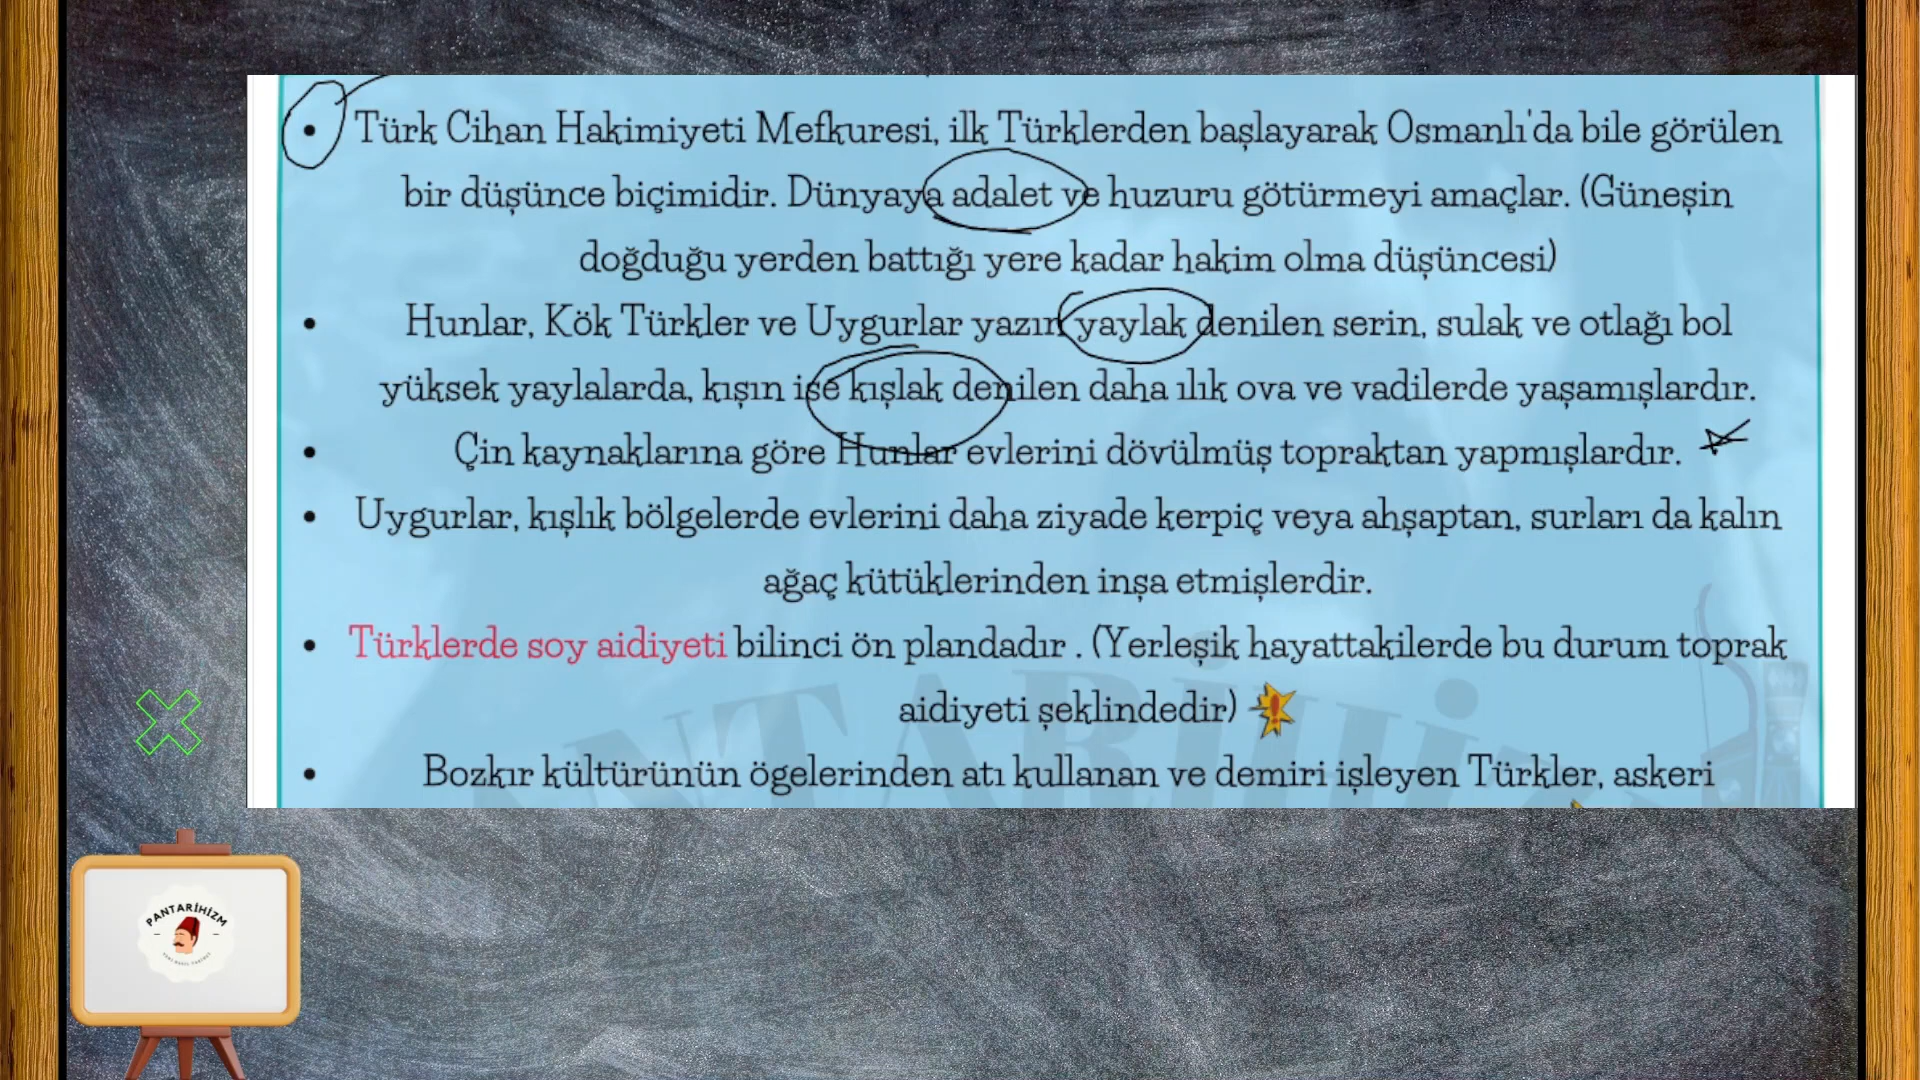 • Türk Cihan Hakimiyeti Mefkuresi, ilk Türklerden başlayarak Osmanlı'da bile görülen
bir düşünce biçimidir. Dünyaya adalet ve huzuru götürmeyi amaçlar. (Güneşin
doğduğu yerden battığı yere kadar hakim olma düşüncesi)
• Hunlar, Kök Türkler ve Uygurlar yazın yaylak denilen serin, sulak ve otlağı bol
yüksek yaylalarda, kışın ise kışlak denilen daha ılık ova ve vadilerde yaşamışlardır.
• Çin kaynaklarına göre Hunlar evlerini dövülmüş topraktan yapmışlardır.
• Uygurlar, kışlık bölgelerde evlerini daha ziyade kerpiç veya ahşaptan, surları da kalın
ağaç kütüklerinden inşa etmişlerdir.
• Türklerde soy aidiyeti bilinci ön plandadır . (Yerleşik hayattakilerde bu durum toprak
aidiyeti şeklindedir)
• Bozkır kültürünün ögelerinden atı kullanan ve demiri işleyen Türkler, askeri
PANTARİHİZM